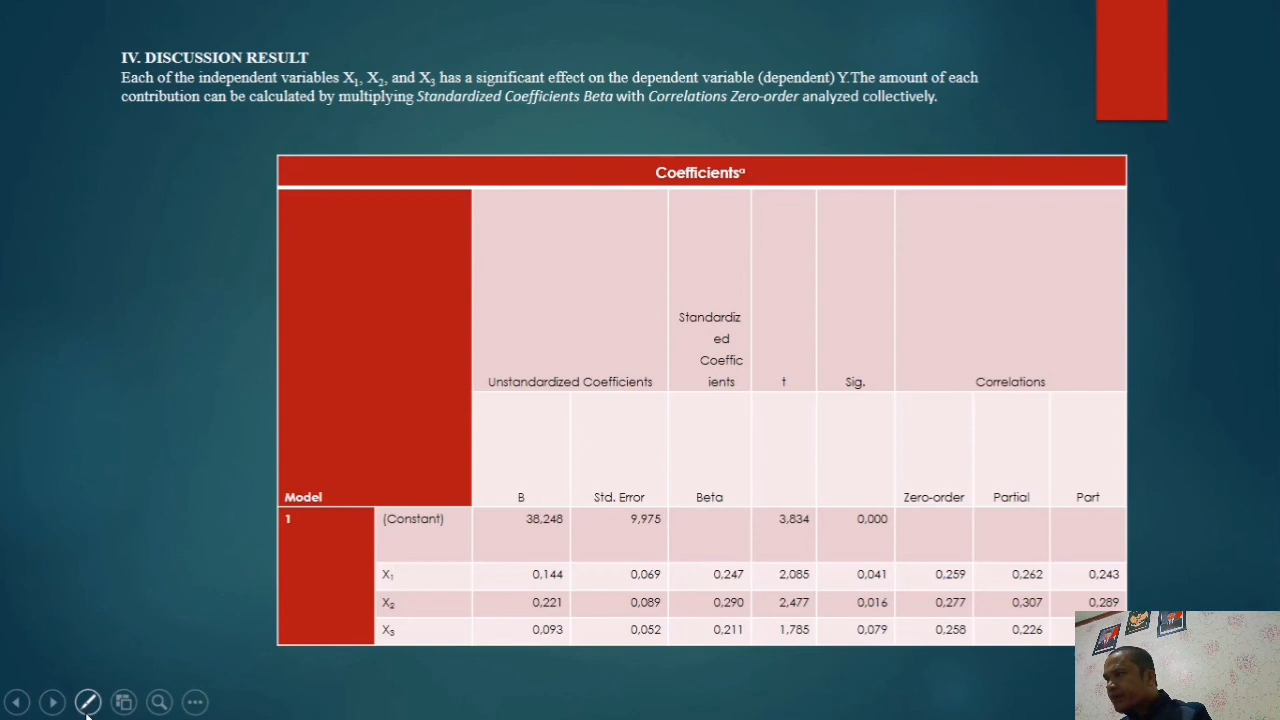 IV. DISCUSSION RESULT
Each of the independent variables X₁, X₂, and X₃ has a significant effect on the dependent variable (dependent) Y.The amount of each
contribution can be calculated by multiplying Standardized Coefficients Beta with Correlations Zero-order analyzed collectively.
Coefficientsᵃ
Standardiz
ed
Coeffic
Unstandardized Coefficients ients t Sig. Correlations
Model B Std. Error Beta Zero-order Partial Part
1 (Constant) 38,248 9,975 3,834 0,000
X₁ 0,144 0,069 0,247 2,085 0,041 0,259 0,262 0,243
X₂ 0,221 0,089 0,290 2,477 0,016 0,277 0,307 0,289
X₃ 0,093 0,052 0,211 1,785 0,079 0,258 0,226